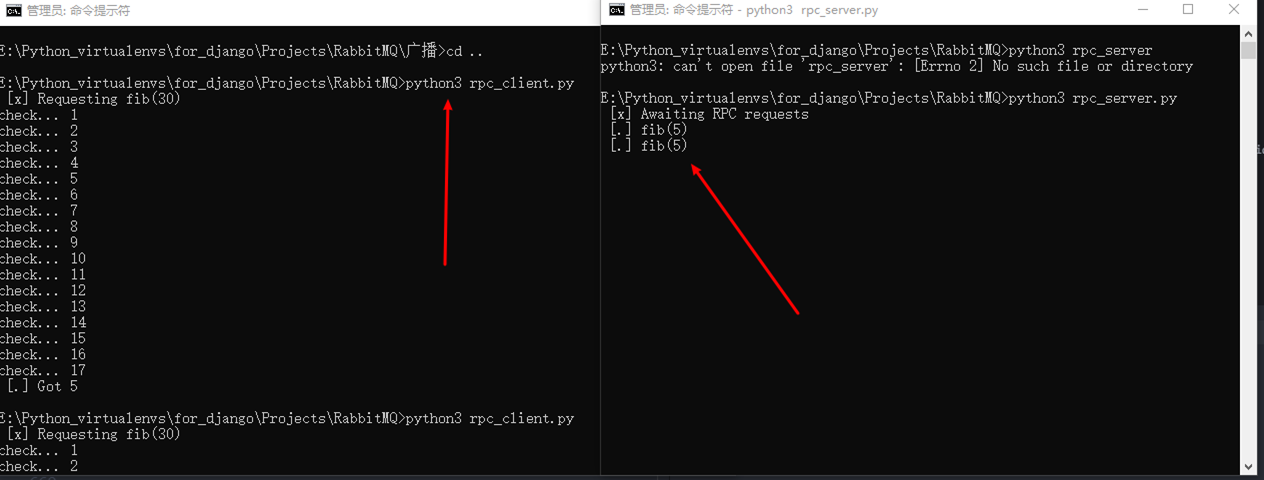 管理员: 命令提示符
E:\Python_virtualenvs\for_django\Projects\RabbitMQ\广播>cd ..
E:\Python_virtualenvs\for_django\Projects\RabbitMQ>python3 rpc_client.py
[x] Requesting fib(30)
check... 1
check... 2
check... 3
check... 4
check... 5
check... 6
check... 7
check... 8
check... 9
check... 10
check... 11
check... 12
check... 13
check... 14
check... 15
check... 16
check... 17
[.] Got 5
E:\Python_virtualenvs\for_django\Projects\RabbitMQ>python3 rpc_client.py
[x] Requesting fib(30)
check... 1
check... 2
管理员: 命令提示符 - python3 rpc_server.py
E:\Python_virtualenvs\for_django\Projects\RabbitMQ>python3 rpc_server
python3: can't open file 'rpc_server': [Errno 2] No such file or directory
E:\Python_virtualenvs\for_django\Projects\RabbitMQ>python3 rpc_server.py
[x] Awaiting RPC requests
[.] fib(5)
[.] fib(5)